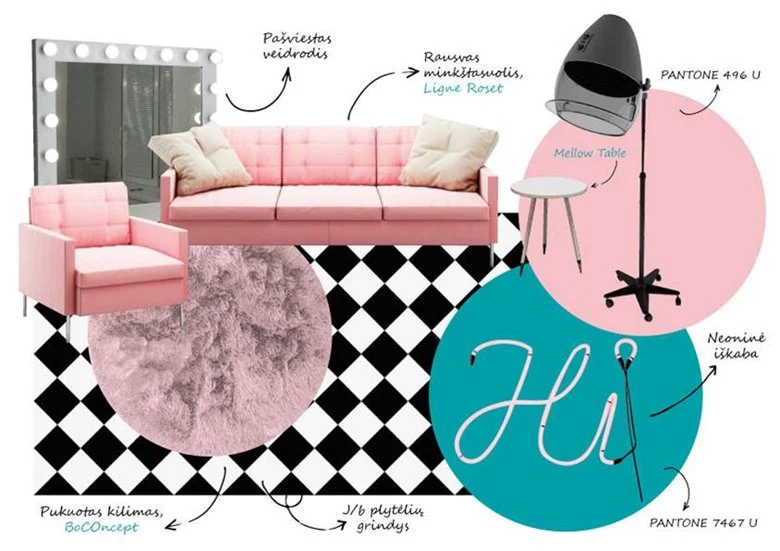 Pašviestas
veidrodis
Rausvas
minkštasuolis,
Ligne Roset
PANTONE 496 U
Mellow Table
Hi
Neoninė
iškaba
Pukuotas kilimas,
BoCOncept
J/b plytėlių
grindys
PANTONE 7467 U